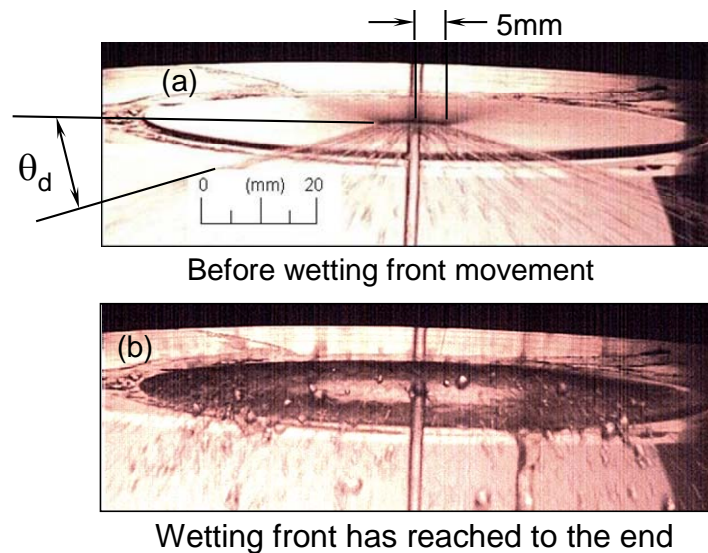 5mm
(a)
θd
0 (mm) 20
Before wetting front movement
(b)
Wetting front has reached to the end